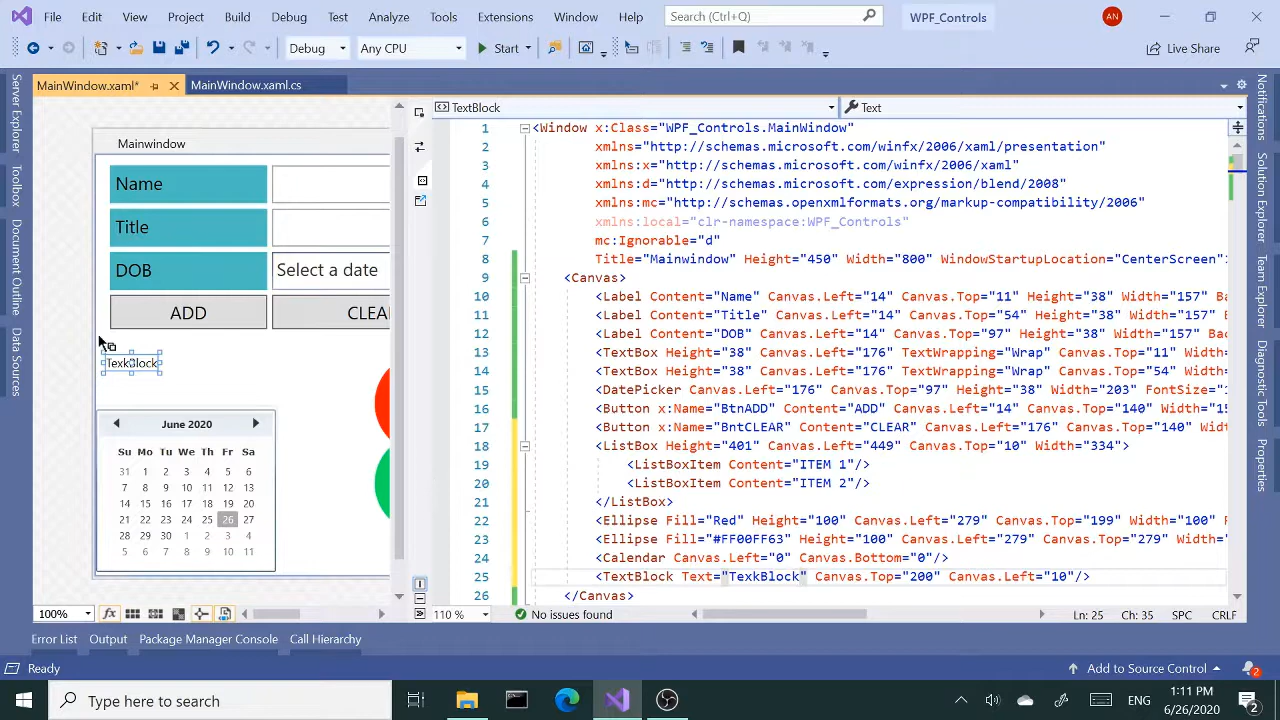 File Edit View Project Build Debug Test Analyze Tools Extensions Window Help Search (Ctrl+Q) WPF_Controls AN
Debug Any CPU Start Live Share
MainWindow.xaml* MainWindow.xaml.cs
Server Explorer
Toolbox
Document Outline
Data Sources
Mainwindow
Name
Title
DOB Select a date
ADD CLEA
TexkBlock
June 2020
Su Mo Tu We Th Fr Sa
31 1 2 3 4 5 6
7 8 9 10 11 12 13
14 15 16 17 18 19 20
21 22 23 24 25 26 27
28 29 30 1 2 3 4
5 6 7 8 9 10 11
100%
TextBlock Text
1 <Window x:Class="WPF_Controls.MainWindow"
2 xmlns="http://schemas.microsoft.com/winfx/2006/xaml/presentation"
3 xmlns:x="http://schemas.microsoft.com/winfx/2006/xaml"
4 xmlns:d="http://schemas.microsoft.com/expression/blend/2008"
5 xmlns:mc="http://schemas.openxmlformats.org/markup-compatibility/2006"
6 xmlns:local="clr-namespace:WPF_Controls"
7 mc:Ignorable="d"
8 Title="Mainwindow" Height="450" Width="800" WindowStartupLocation="CenterScreen"
9 <Canvas>
10 <Label Content="Name" Canvas.Left="14" Canvas.Top="11" Height="38" Width="157" Ba
11 <Label Content="Title" Canvas.Left="14" Canvas.Top="54" Height="38" Width="157"
12 <Label Content="DOB" Canvas.Left="14" Canvas.Top="97" Height="38" Width="157" Bac
13 <TextBox Height="38" Canvas.Left="176" TextWrapping="Wrap" Canvas.Top="11" Width=
14 <TextBox Height="38" Canvas.Left="176" TextWrapping="Wrap" Canvas.Top="54" Width=
15 <DatePicker Canvas.Left="176" Canvas.Top="97" Height="38" Width="203" FontSize="1
16 <Button x:Name="BtnADD" Content="ADD" Canvas.Left="14" Canvas.Top="140" Width="15
17 <Button x:Name="BntCLEAR" Content="CLEAR" Canvas.Left="176" Canvas.Top="140" Widt
18 <ListBox Height="401" Canvas.Left="449" Canvas.Top="10" Width="334">
19 <ListBoxItem Content="ITEM 1"/>
20 <ListBoxItem Content="ITEM 2"/>
21 </ListBox>
22 <Ellipse Fill="Red" Height="100" Canvas.Left="279" Canvas.Top="199" Width="100" F
23 <Ellipse Fill="#FF00FF63" Height="100" Canvas.Left="279" Canvas.Top="279" Width="
24 <Calendar Canvas.Left="0" Canvas.Bottom="0"/>
25 <TextBlock Text="TexkBlock" Canvas.Top="200" Canvas.Left="10"/>
26 </Canvas>
110 % No issues found Ln: 25 Ch: 35 SPC CRLF
Notifications
Solution Explorer
Team Explorer
Diagnostic Tools
Properties
Error List Output Package Manager Console Call Hierarchy
Ready Add to Source Control 2
Type here to search ENG 1:11 PM
6/26/2020 2